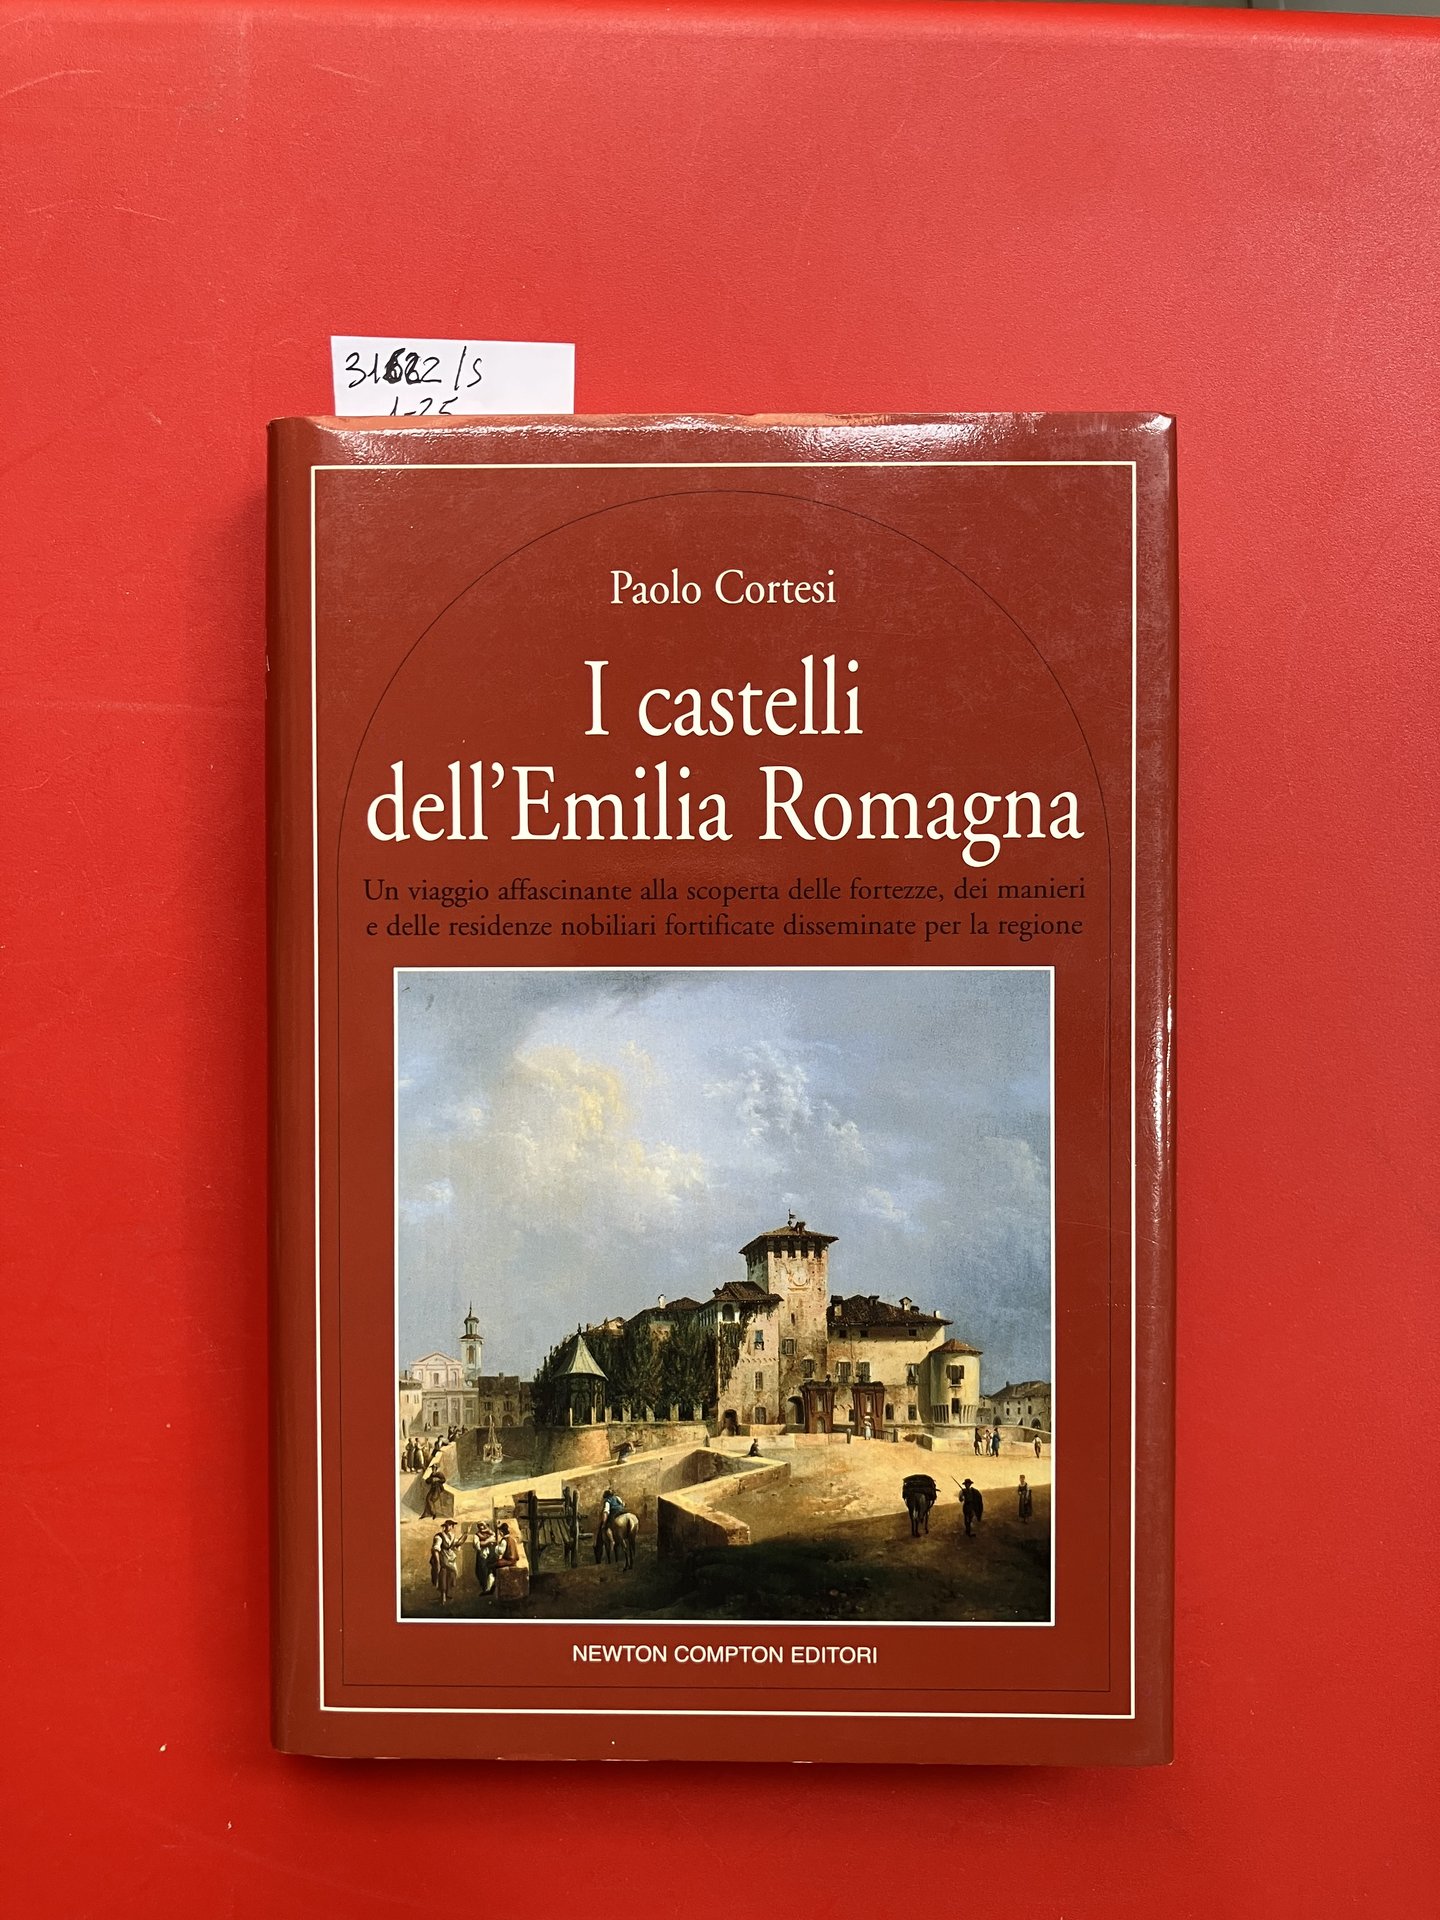 Paolo Cortesi
I castelli
dell'Emilia Romagna
Un viaggio affascinante alla scoperta delle fortezze, dei manieri
e delle residenze nobiliari fortificate disseminate per la regione
NEWTON COMPTON EDITORI